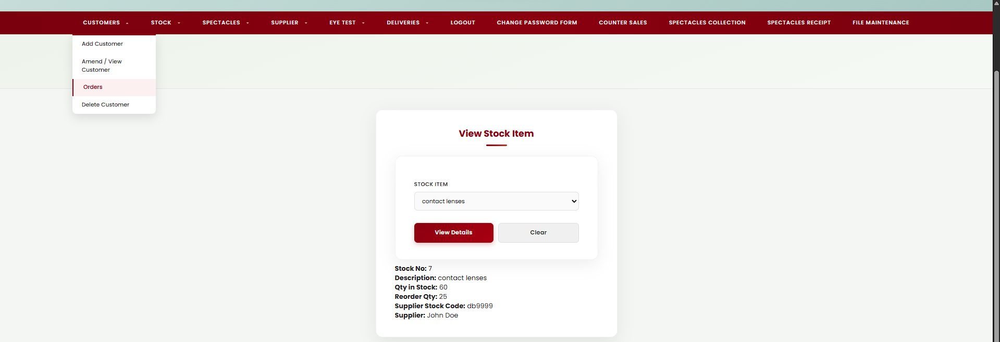 CUSTOMERS STOCK SPECTACLES SUPPLIER EYE TEST DELIVERIES LOGOUT CHANGE PASSWORD FORM COUNTER SALES SPECTACLES COLLECTION SPECTACLES RECEIPT FILE MAINTENANCE
Add Customer
Amend / View
Customer
Orders
Delete Customer
View Stock Item
STOCK ITEM
contact lenses
View Details Clear
Stock No: 7
Description: contact lenses
Qty in Stock: 60
Reorder Qty: 25
Supplier Stock Code: db9999
Supplier: John Doe